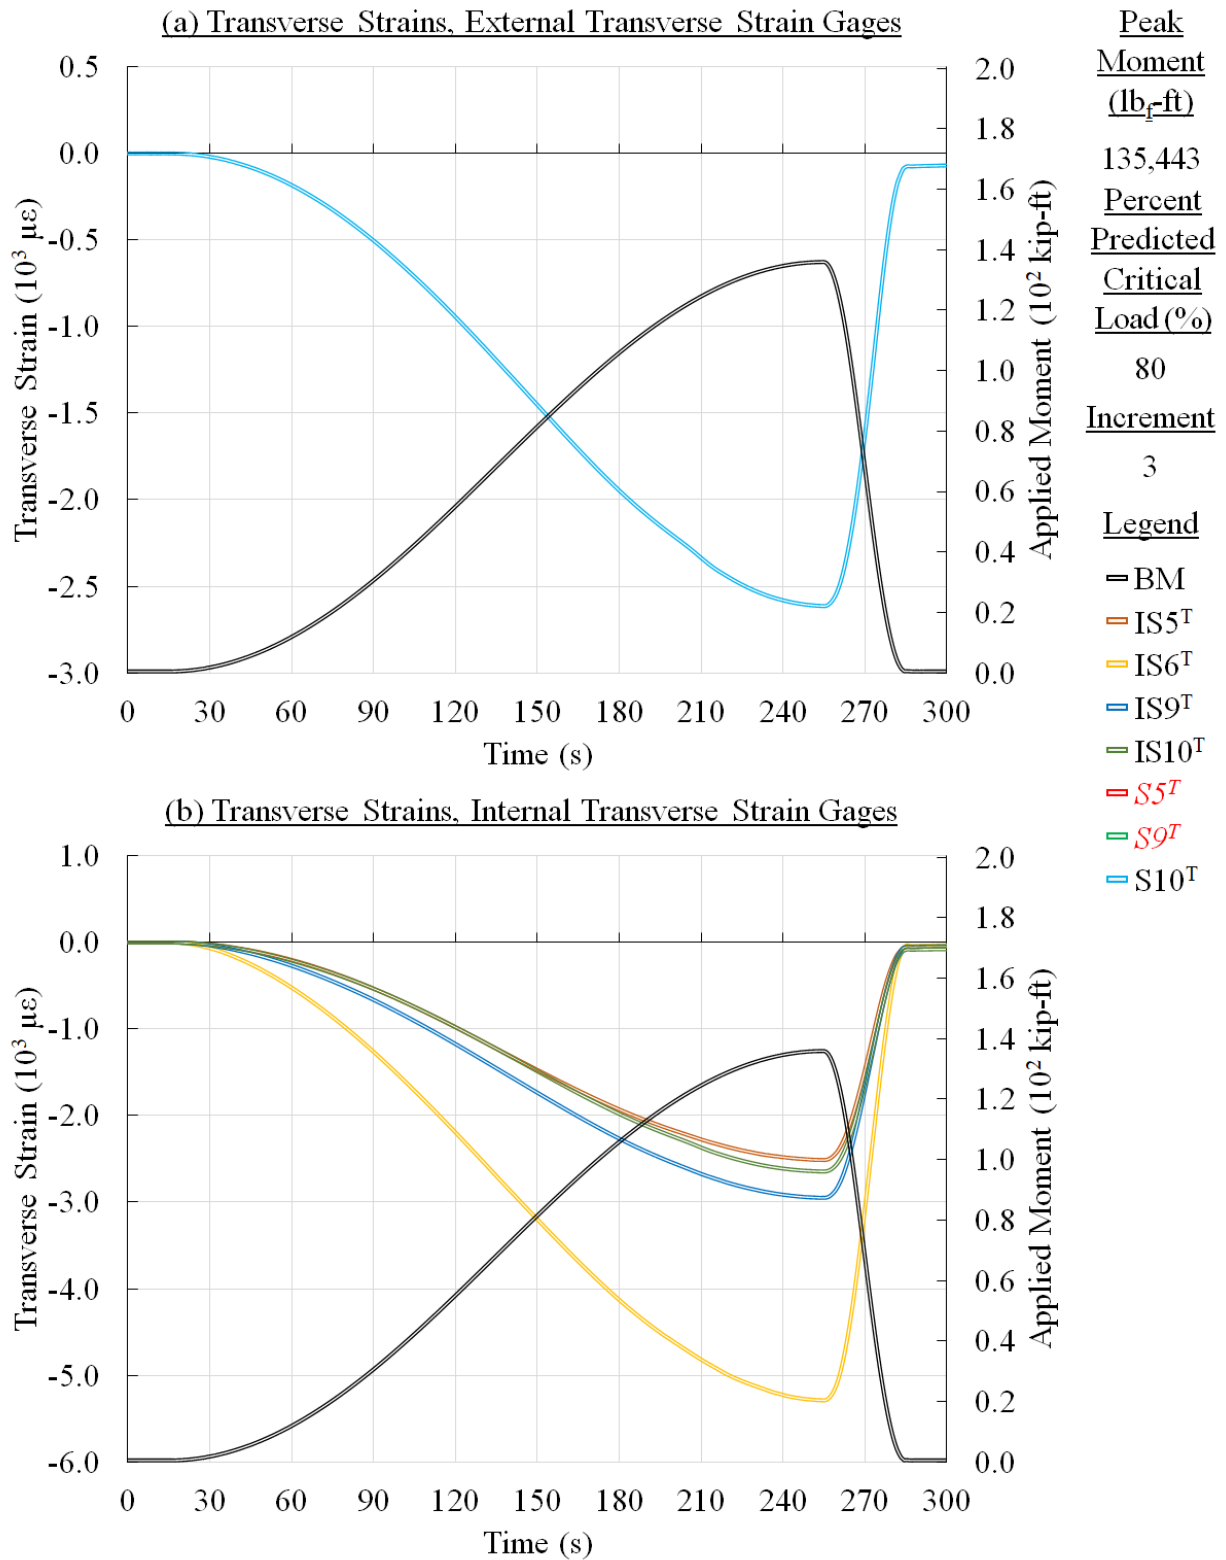 (a) Transverse Strains, External Transverse Strain Gages
0.5
0.0
-0.5
-1.0
-1.5
-2.0
-2.5
-3.0
Transverse Strain (10³ µε)
2.0
1.8
1.6
1.4
1.2
1.0
0.8
0.6
0.4
0.2
0.0
Applied Moment (10² kip-ft)
0 30 60 90 120 150 180 210 240 270 300
Time (s)
(b) Transverse Strains, Internal Transverse Strain Gages
1.0
0.0
-1.0
-2.0
-3.0
-4.0
-5.0
-6.0
Transverse Strain (10³ µε)
2.0
1.8
1.6
1.4
1.2
1.0
0.8
0.6
0.4
0.2
0.0
Applied Moment (10² kip-ft)
0 30 60 90 120 150 180 210 240 270 300
Time (s)
Peak
Moment
(lb_f-ft)
135,443
Percent
Predicted
Critical
Load (%)
80
Increment
3
Legend
BM
IS5ᵀ
IS6ᵀ
IS9ᵀ
IS10ᵀ
S5ᵀ
S9ᵀ
S10ᵀ